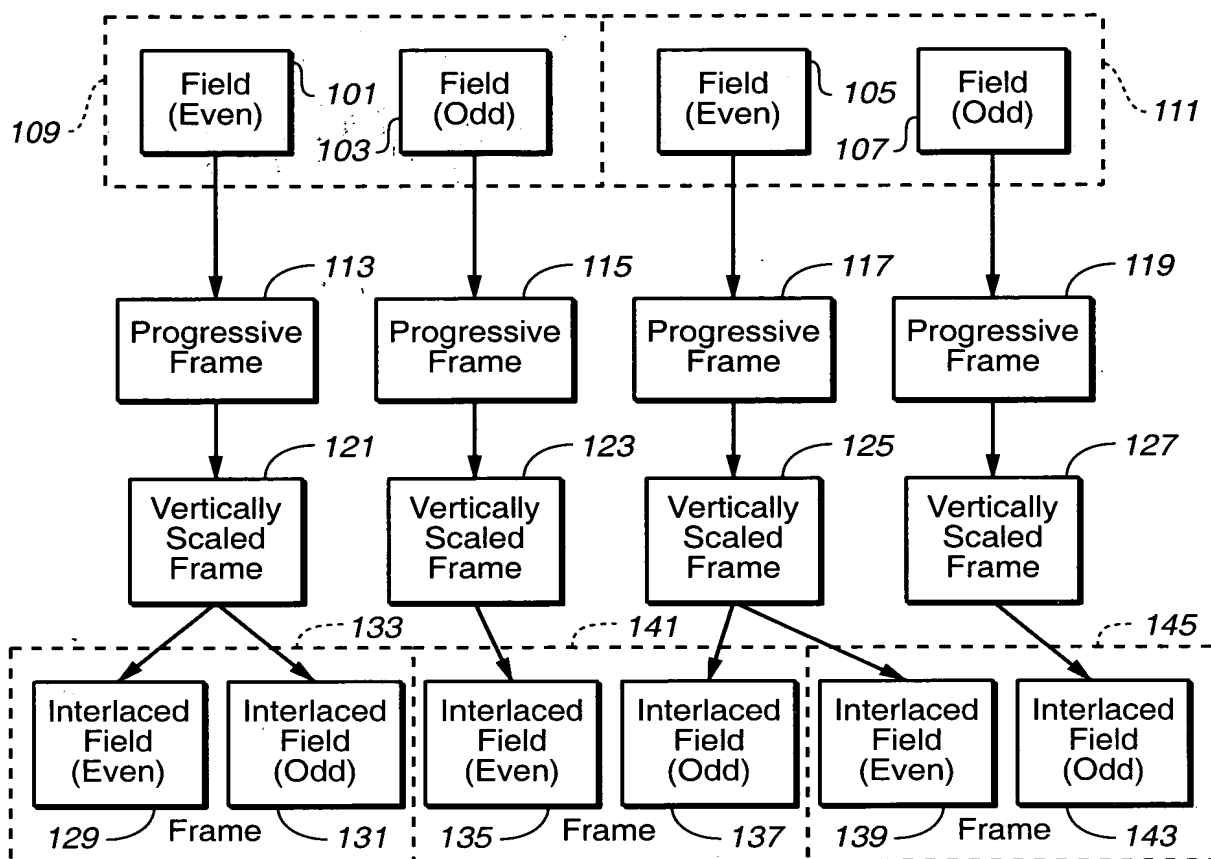 Field
(Even)
101
Field
(Odd)
103
Field
(Even)
105
Field
(Odd)
107
109
111
113
115
117
119
Progressive
Frame
Progressive
Frame
Progressive
Frame
Progressive
Frame
121
123
125
127
Vertically
Scaled
Frame
Vertically
Scaled
Frame
Vertically
Scaled
Frame
Vertically
Scaled
Frame
133
141
145
Interlaced
Field
(Even)
Interlaced
Field
(Odd)
Interlaced
Field
(Even)
Interlaced
Field
(Odd)
Interlaced
Field
(Even)
Interlaced
Field
(Odd)
129
Frame
131
135
Frame
137
139
Frame
143